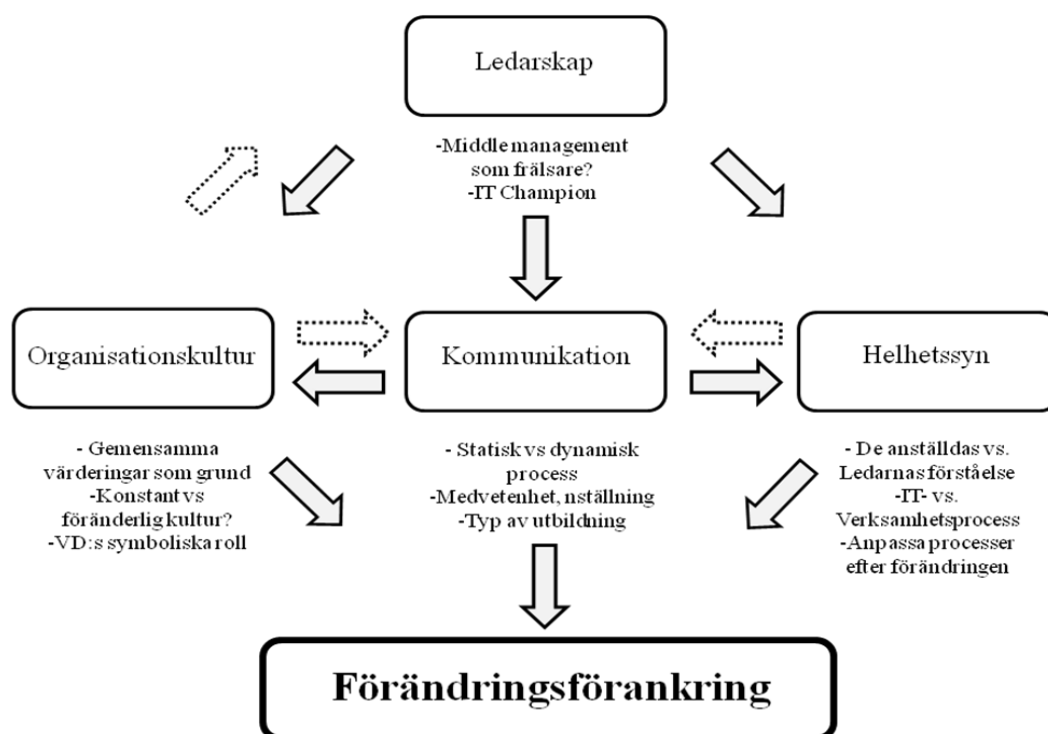 Ledarskap
-Middle management
som frälsare?
-IT Champion
Organisationskultur
Kommunikation
Helhetssyn
- Gemensamma
värderingar som grund
-Konstant vs
föränderlig kultur?
-VD:s symboliska roll
- Statisk vs dynamisk
process
-Medvetenhet, nställning
-Typ av utbildning
- De anställdas vs.
Ledarnas förståelse
-IT- vs.
Verksamhetsprocess
-Anpassa processer
efter förändringen
Förändringsförankring